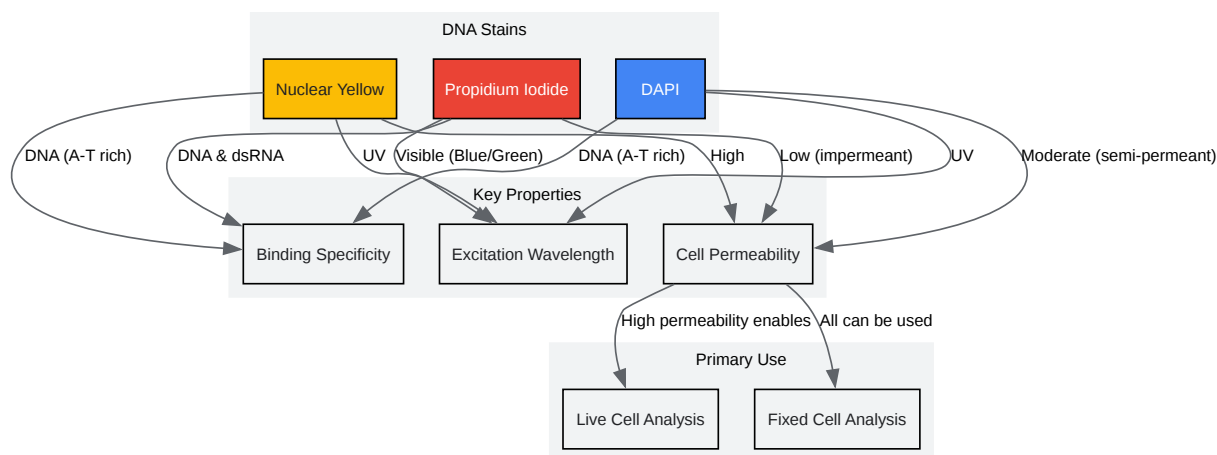 DNA Stains
Nuclear Yellow
Propidium Iodide
DAPI
DNA (A-T rich)
DNA & dsRNA
UV
Visible (Blue/Green)
DNA (A-T rich)
High
Low (impermeant)
UV
Moderate (semi-permeant)
Key Properties
Binding Specificity
Excitation Wavelength
Cell Permeability
High permeability enables
All can be used
Primary Use
Live Cell Analysis
Fixed Cell Analysis